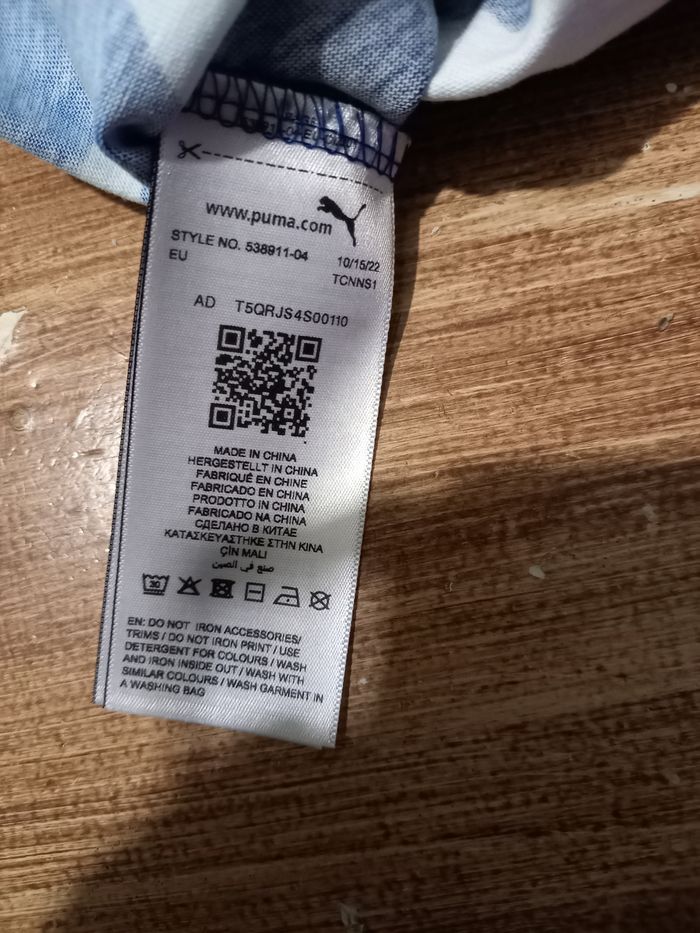 www.puma.com
STYLE NO. 538911-04 10/15/22
EU TCNNS1
AD T5QRJS4S00110
MADE IN CHINA
HERGESTELLT IN CHINA
FABRIQUÉ EN CHINE
FABRICADO EN CHINA
PRODOTTO IN CHINA
FABRICADO NA CHINA
СДЕЛАНО В КИТАЕ
ΚΑΤΑΣΚΕΥΑΣΤΗΚΕ ΣΤΗΝ ΚΙΝΑ
ÇİN MALI
صنع في الصين
30
EN: DO NOT IRON ACCESSORIES/
TRIMS / DO NOT IRON PRINT / USE
DETERGENT FOR COLOURS / WASH
AND IRON INSIDE OUT / WASH WITH
SIMILAR COLOURS / WASH GARMENT IN
A WASHING BAG